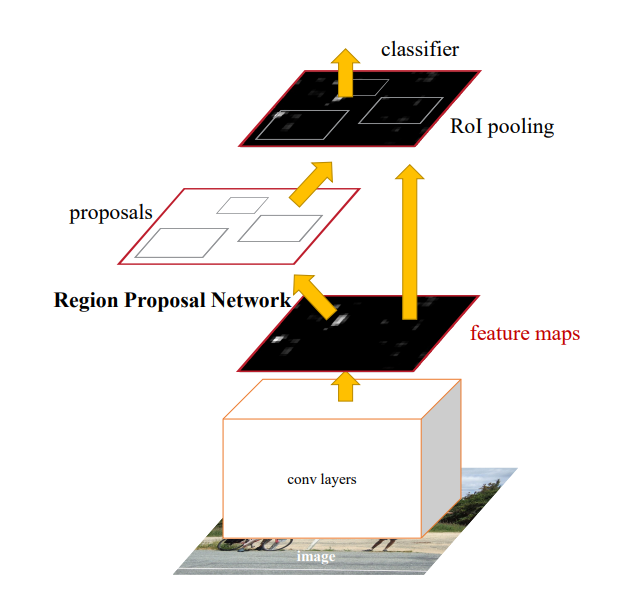 classifier
RoI pooling
proposals
Region Proposal Network
feature maps
conv layers
image